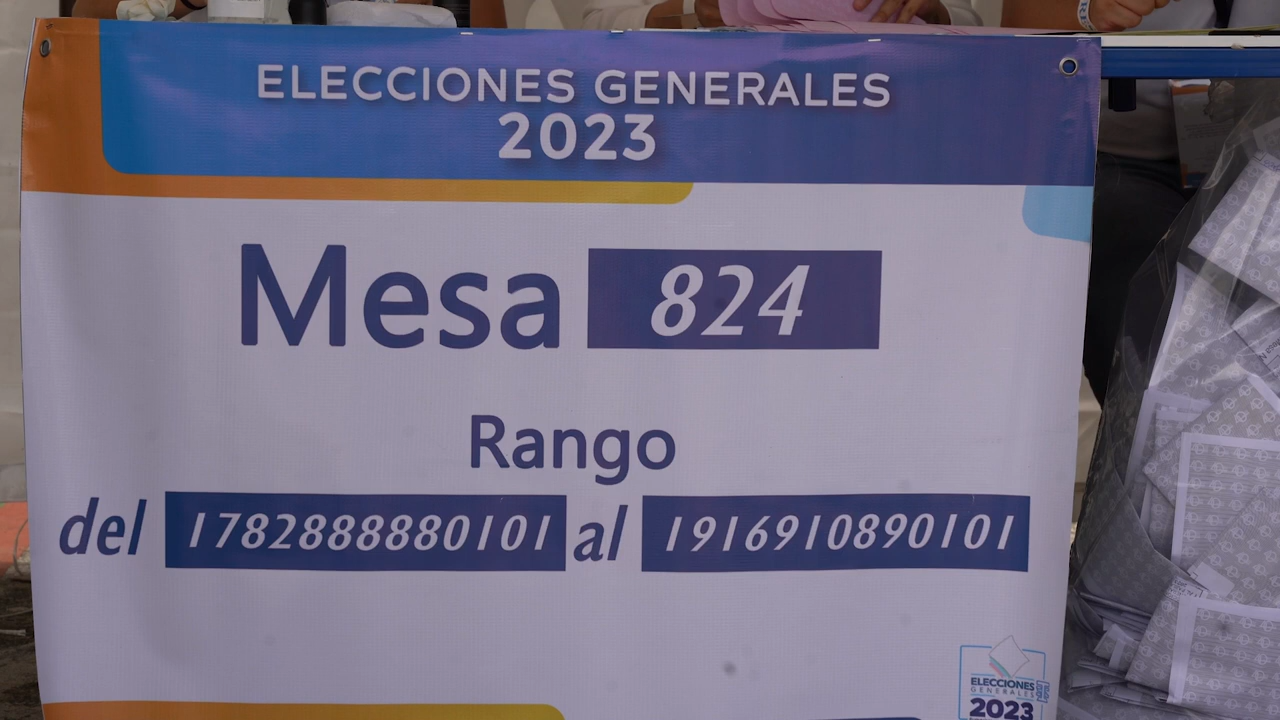 ELECCIONES GENERALES
2023
Mesa 824
Rango
del 1782888880101 al 1916910890101
ELECCIONES
GENERALES
2023